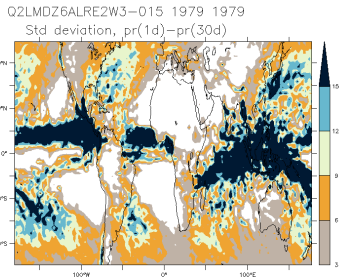 Q2LMDZ6ALRE2W3-015 1979 1979
Std deviation, pr(1d)-pr(30d)
15
12
9
6
3
0°
100°W 0° 100°E